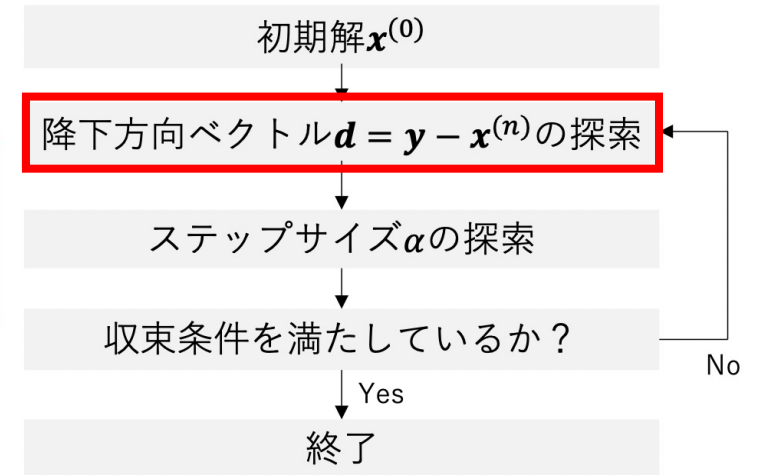 初期解𝒙⁽⁰⁾
降下方向ベクトル𝒅 = 𝒚 − 𝒙⁽ⁿ⁾の探索
ステップサイズ𝛼の探索
収束条件を満たしているか？
No
Yes
終了